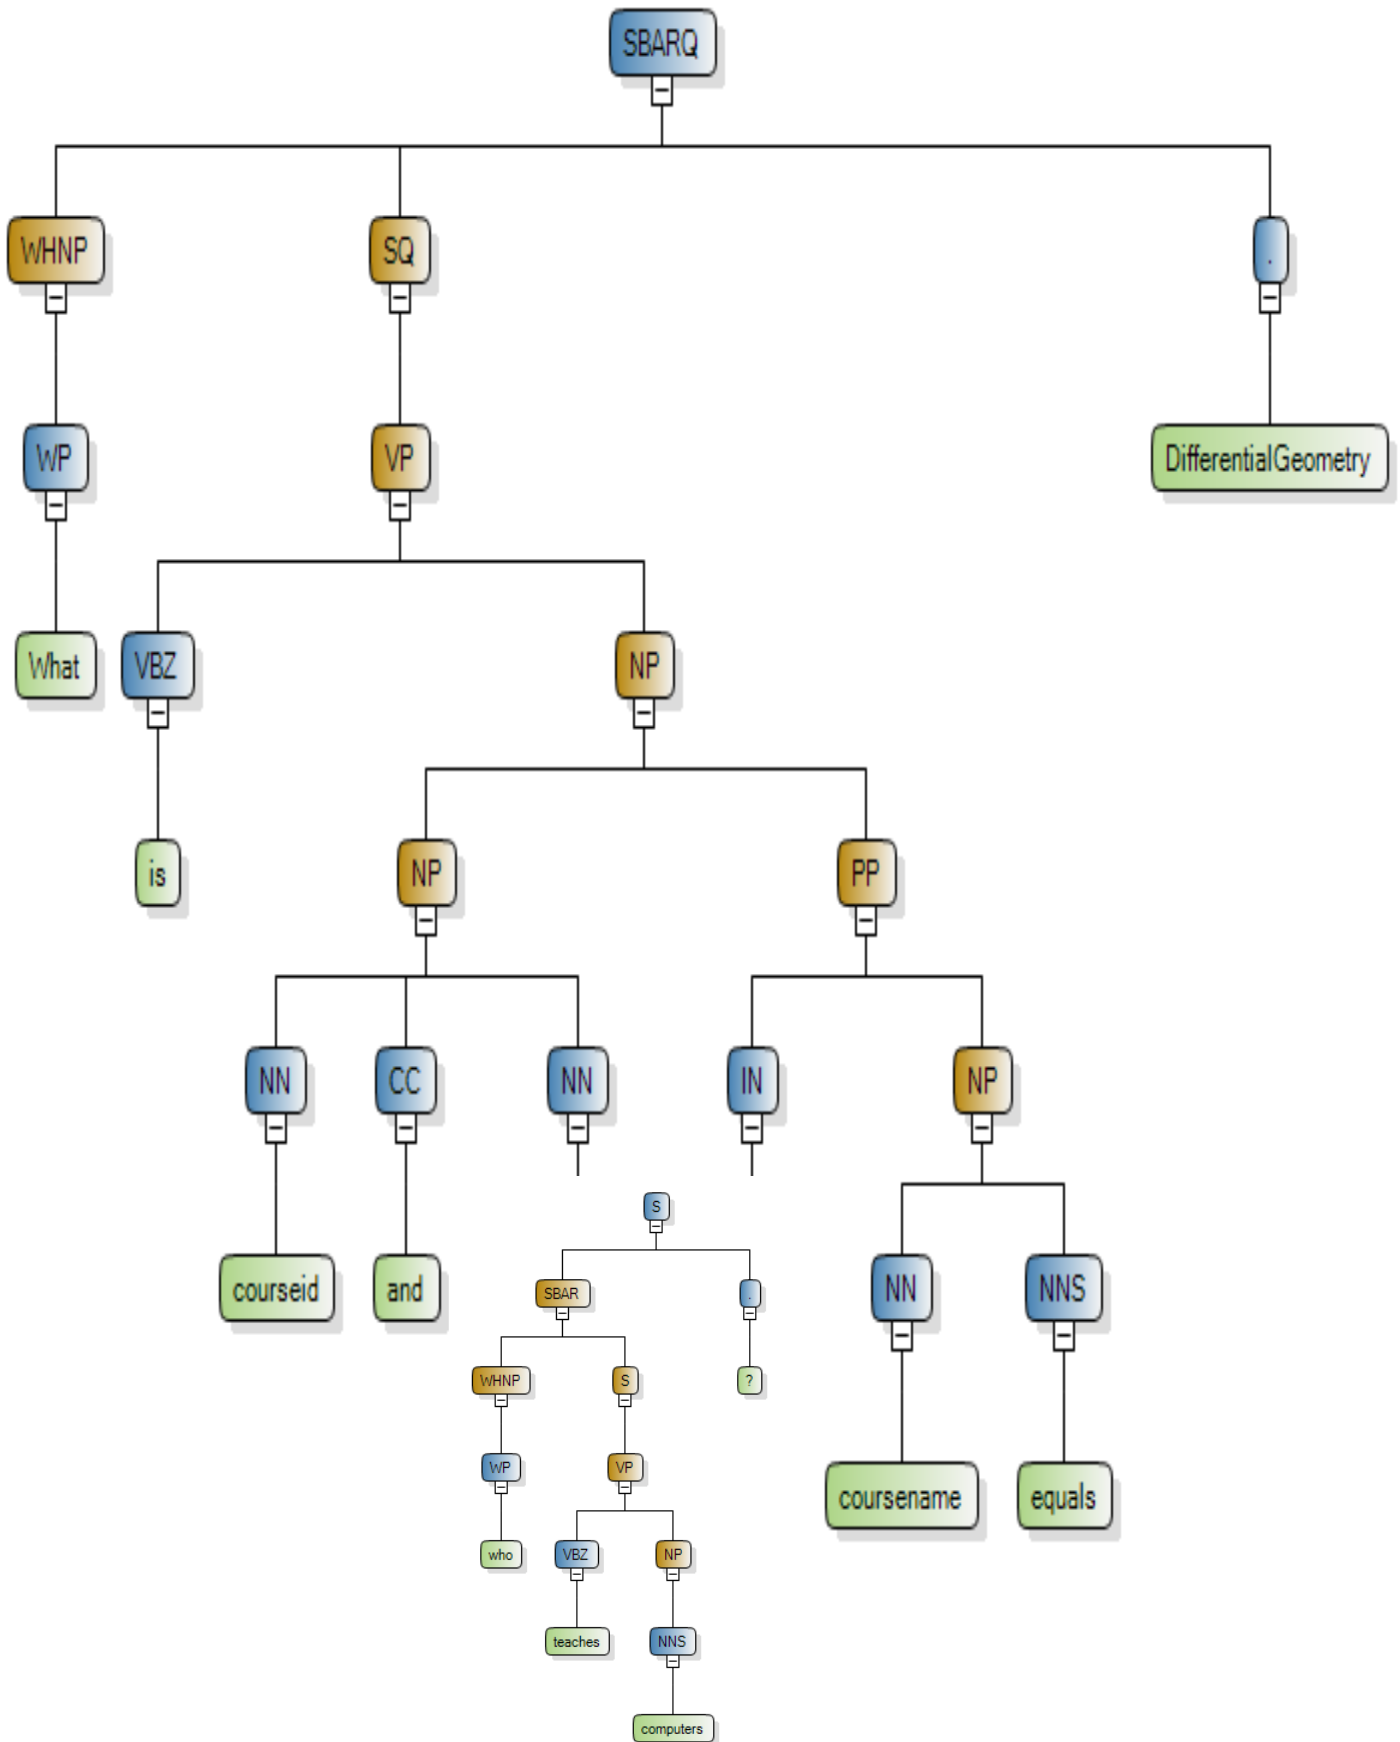 SBARQ
WHNP SQ .
WP VP DifferentialGeometry
What VBZ NP
is NP PP
NN CC NN IN NP
courseid and NN NNS
coursename equals
S
SBAR .
WHNP S ?
WP VP
who VBZ NP
teaches NNS
computers